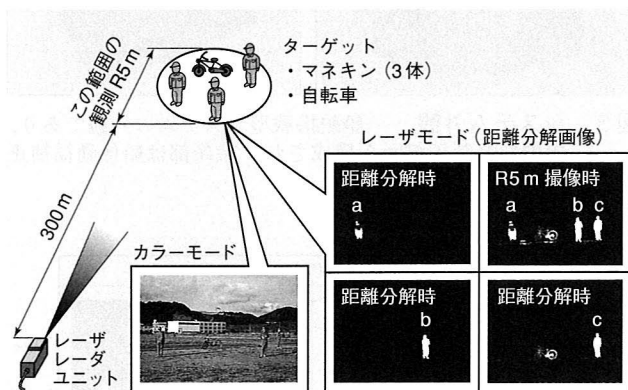 この範囲の
観測 R5m
300m
レーザ
レーダ
ユニット
ターゲット
・マネキン（3体）
・自転車
カラーモード
レーザモード（距離分解画像）
距離分解時
a
R5m 撮像時
a b c
距離分解時
b
距離分解時
c